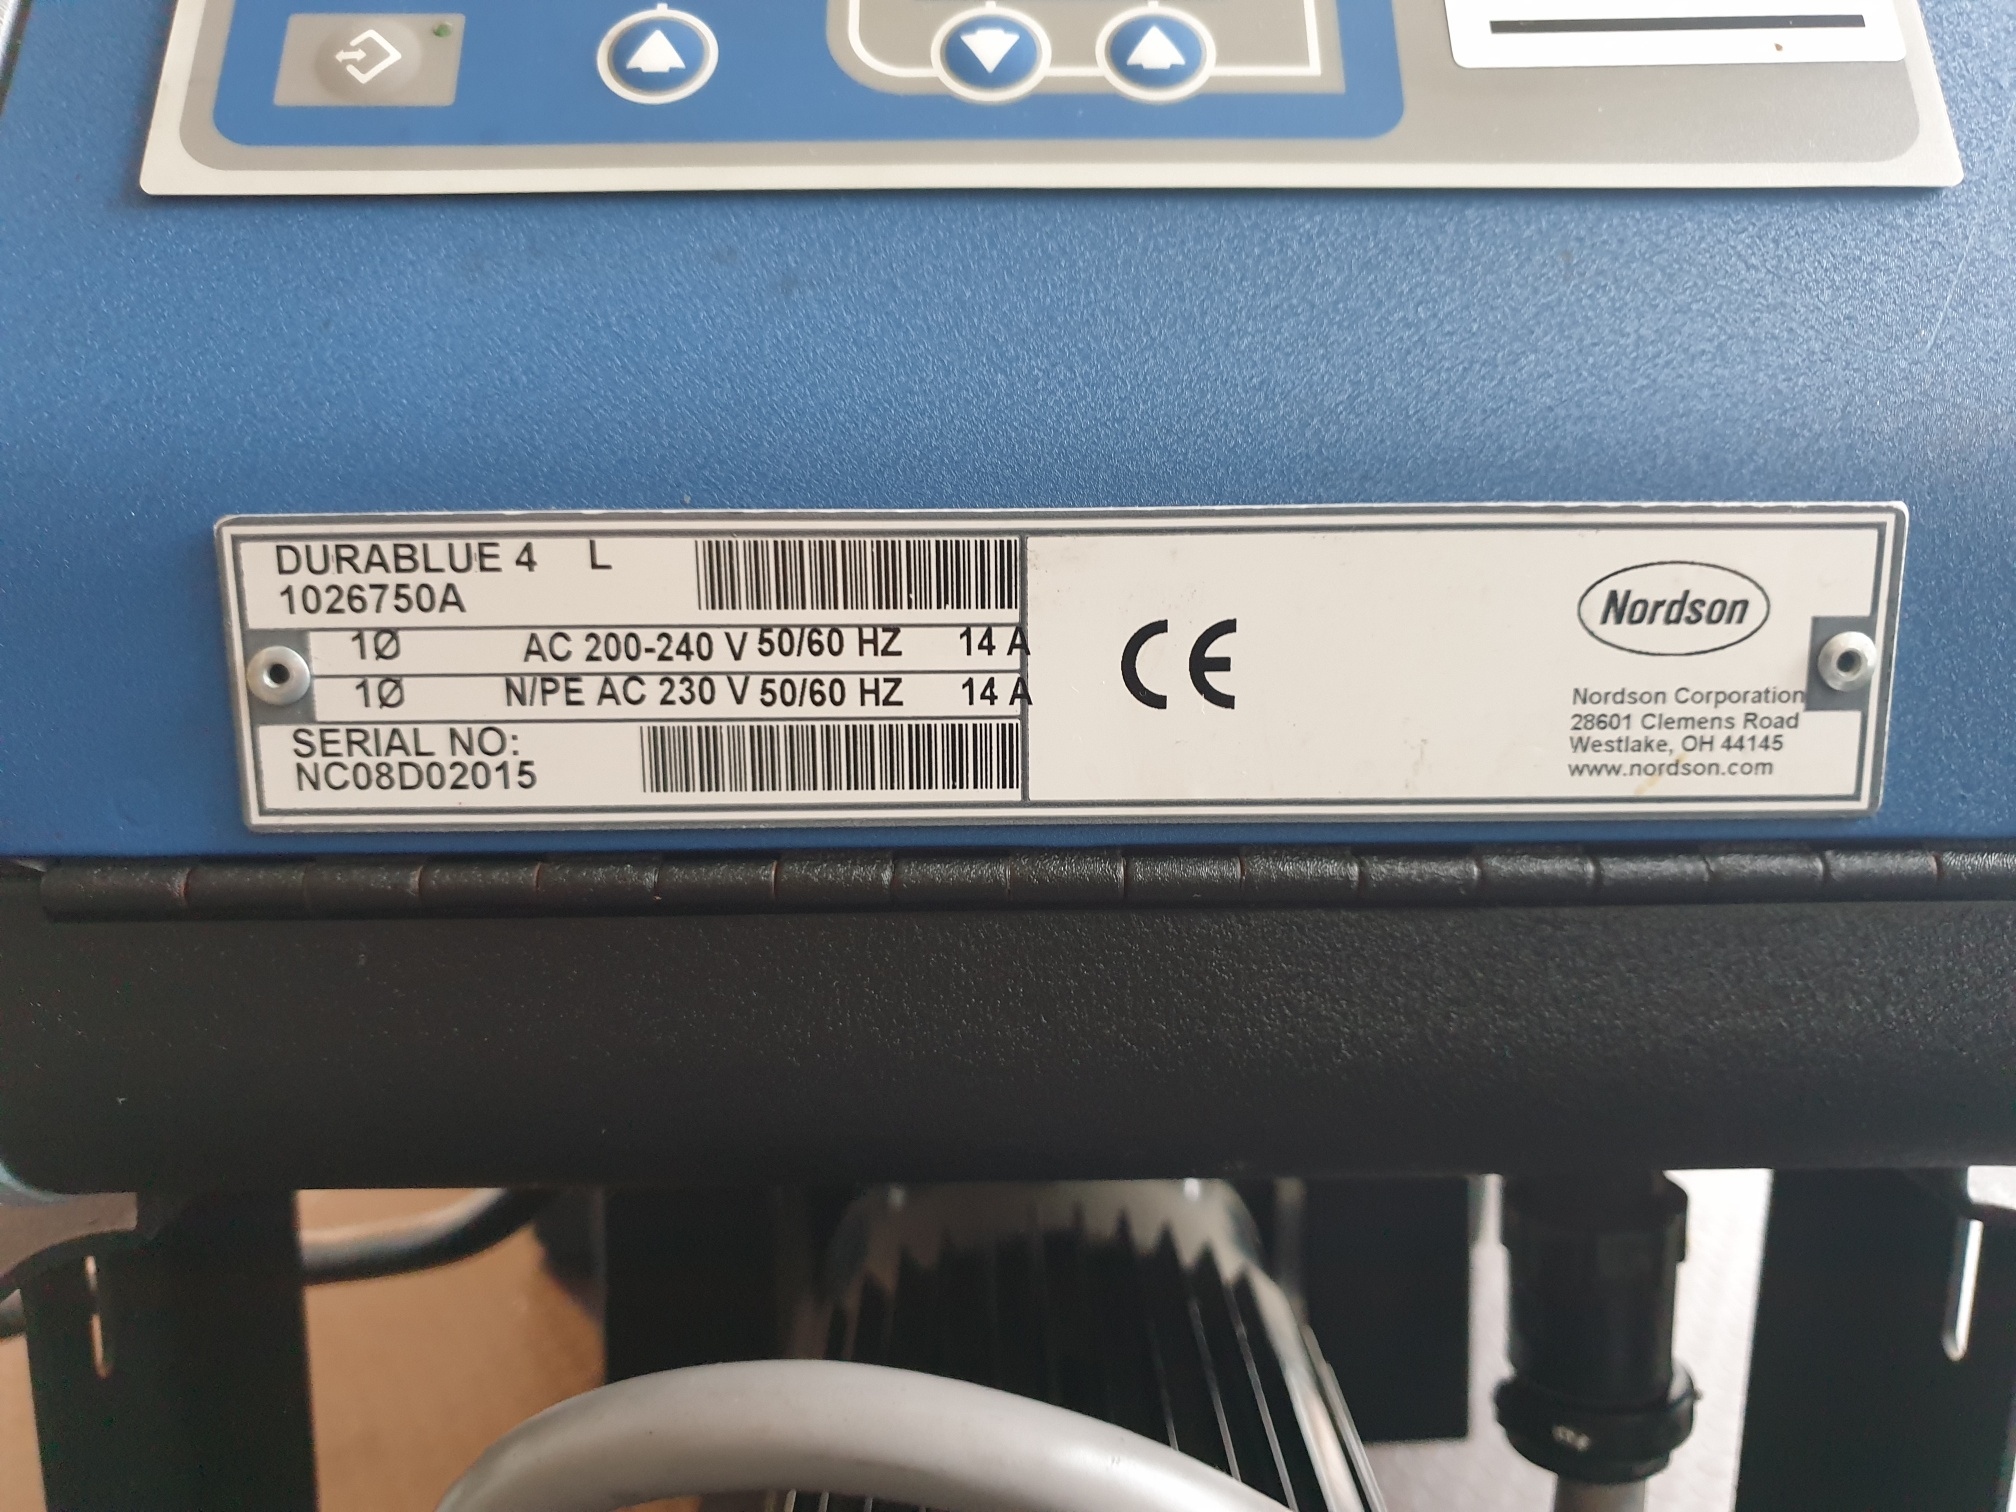 DURABLUE 4 L
1026750A
1Ø AC 200-240 V 50/60 HZ 14 A
1Ø N/PE AC 230 V 50/60 HZ 14 A
SERIAL NO:
NC08D02015
CE
Nordson
Nordson Corporation
28601 Clemens Road
Westlake, OH 44145
www.nordson.com